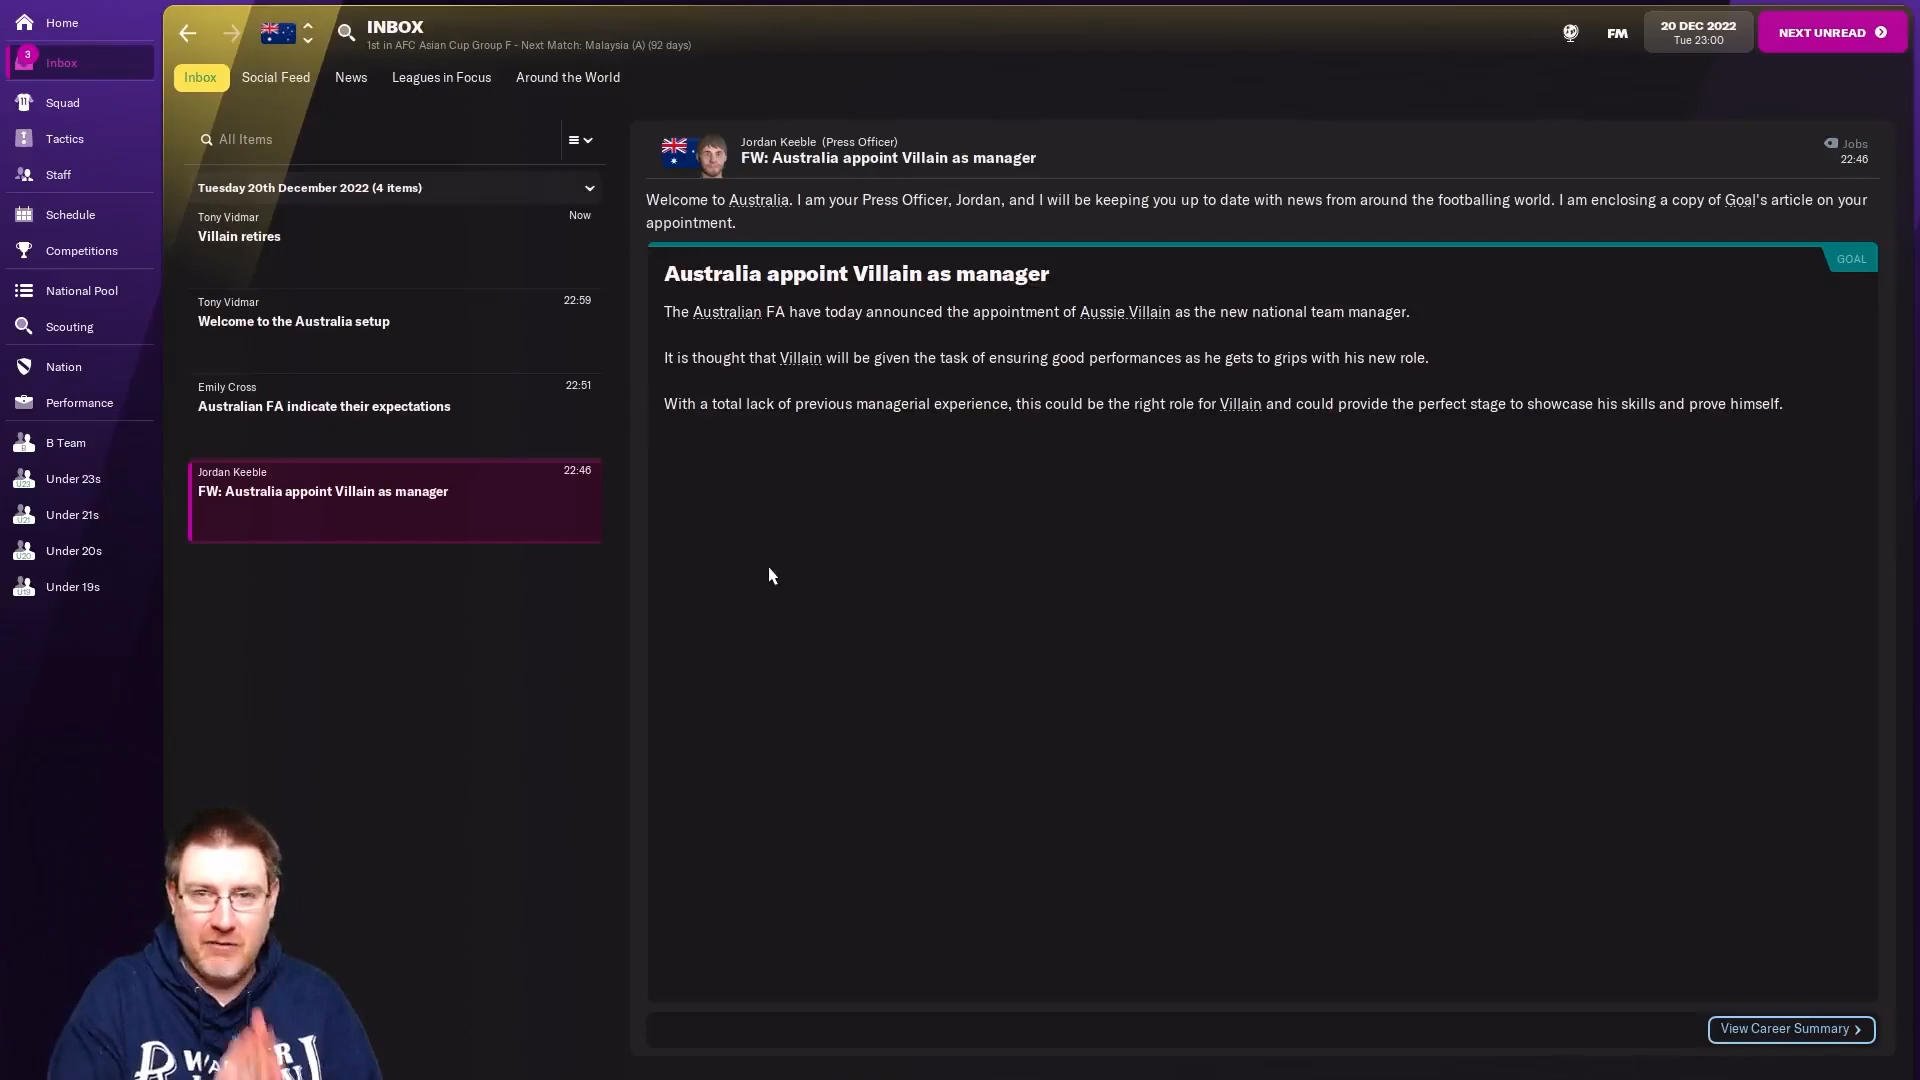 Home
3
Inbox
Squad
Tactics
Staff
Schedule
Competitions
National Pool
Scouting
Nation
Performance
B Team
Under 23s
Under 21s
Under 20s
Under 19s
INBOX
1st in AFC Asian Cup Group F - Next Match: Malaysia (A) (92 days)
FM
20 DEC 2022
Tue 23:00
NEXT UNREAD
Inbox
Social Feed
News
Leagues in Focus
Around the World
All Items
Tuesday 20th December 2022 (4 items)
Tony Vidmar
Now
Villain retires
Tony Vidmar
22:59
Welcome to the Australia setup
Emily Cross
22:51
Australian FA indicate their expectations
Jordan Keeble
22:46
FW: Australia appoint Villain as manager
Jordan Keeble (Press Officer)
FW: Australia appoint Villain as manager
Jobs
22:46
Welcome to Australia. I am your Press Officer, Jordan, and I will be keeping you up to date with news from around the footballing world. I am enclosing a copy of Goal's article on your
appointment.
GOAL
Australia appoint Villain as manager
The Australian FA have today announced the appointment of Aussie Villain as the new national team manager.
It is thought that Villain will be given the task of ensuring good performances as he gets to grips with his new role.
With a total lack of previous managerial experience, this could be the right role for Villain and could provide the perfect stage to showcase his skills and prove himself.
View Career Summary